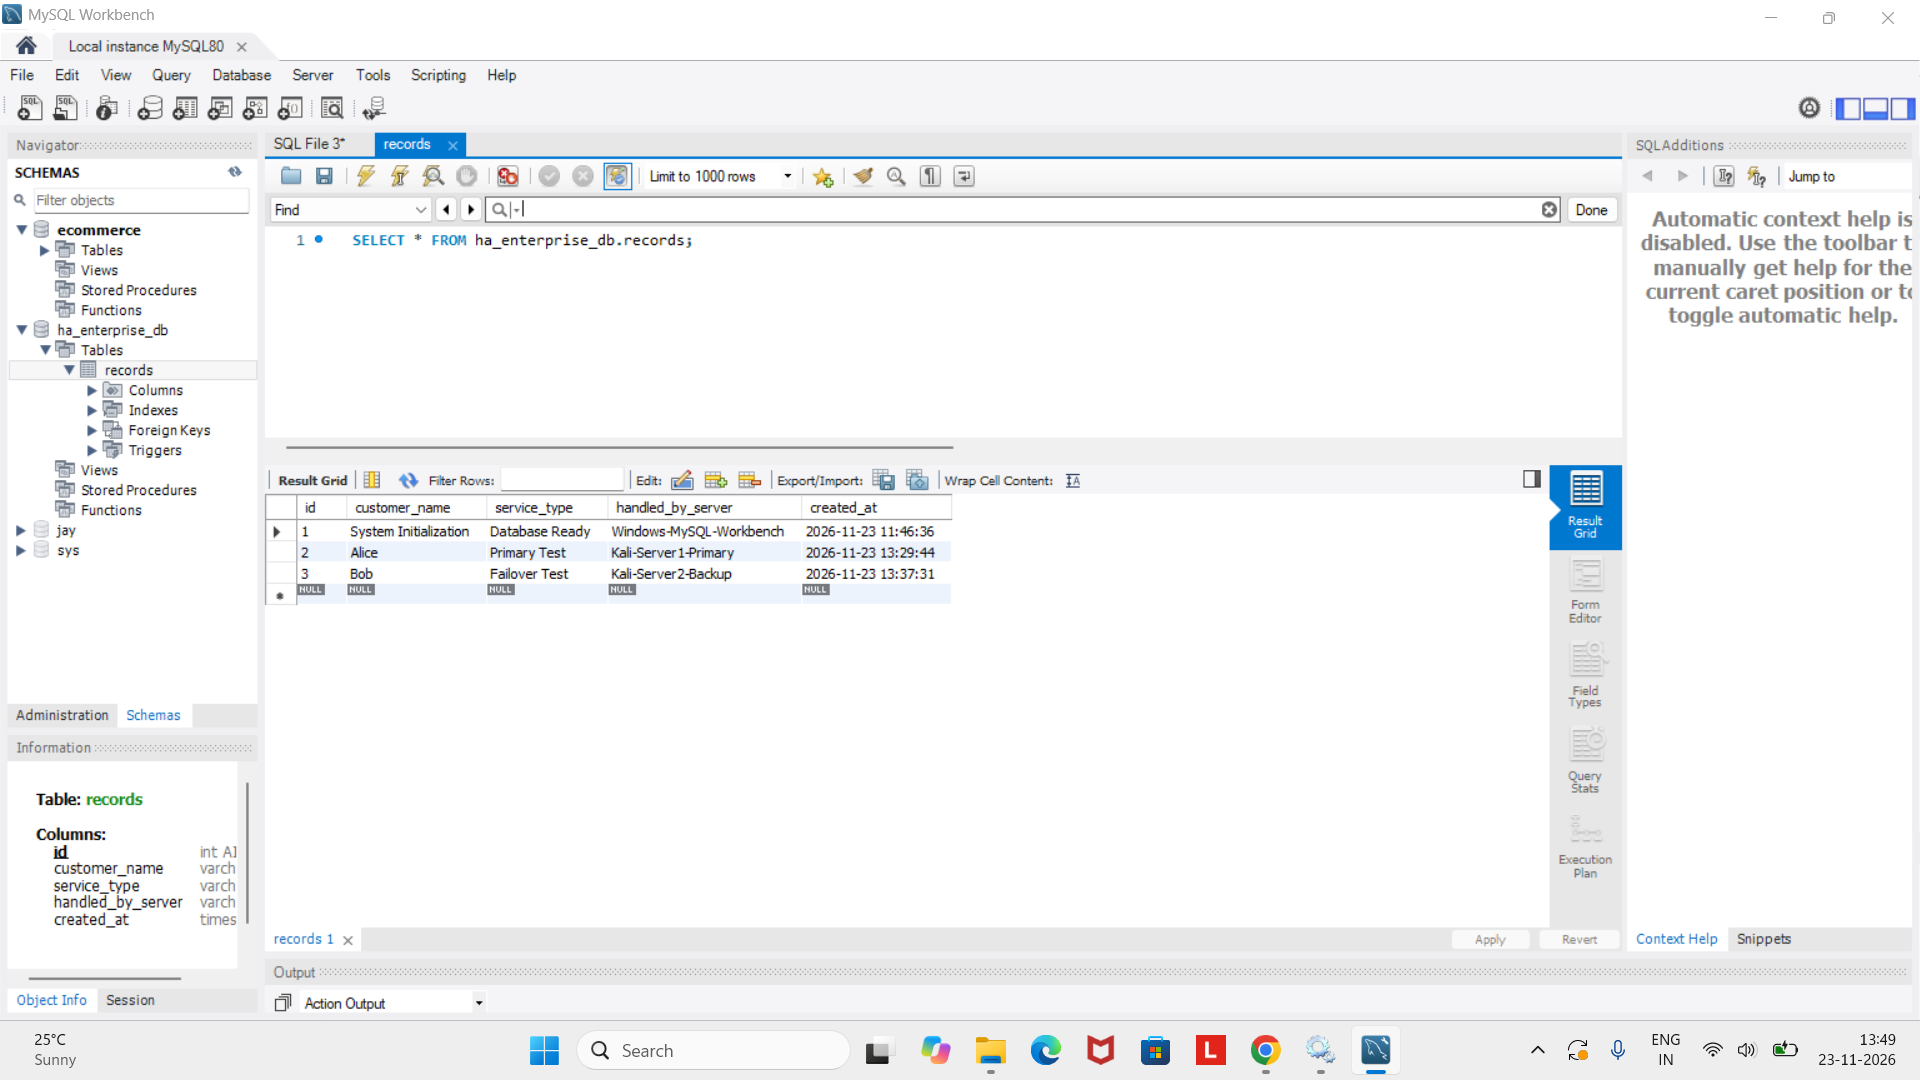 MySQL Workbench
Local instance MySQL80
File Edit View Query Database Server Tools Scripting Help
Navigator
SCHEMAS
Filter objects
ecommerce
Tables
Views
Stored Procedures
Functions
ha_enterprise_db
Tables
records
Columns
Indexes
Foreign Keys
Triggers
Views
Stored Procedures
Functions
jay
sys
Administration Schemas
Information
Table: records
Columns:
id int AI
customer_name varch
service_type varch
handled_by_server varch
created_at times
Object Info Session
SQL File 3* records
Limit to 1000 rows
Find Done
1 SELECT * FROM ha_enterprise_db.records;
Result Grid Filter Rows: Edit: Export/Import: Wrap Cell Content:
id customer_name service_type handled_by_server created_at
1 System Initialization Database Ready Windows-MySQL-Workbench 2026-11-23 11:46:36
2 Alice Primary Test Kali-Server1-Primary 2026-11-23 13:29:44
3 Bob Failover Test Kali-Server2-Backup 2026-11-23 13:37:31
NULL NULL NULL NULL NULL
Result
Grid
Form
Editor
Field
Types
Query
Stats
Execution
Plan
records 1 Apply Revert
Output
Action Output
SQLAdditions
Jump to
Automatic context help is
disabled. Use the toolbar t
manually get help for the
current caret position or to
toggle automatic help.
Context Help Snippets
25°C
Sunny
Search
ENG
IN
13:49
23-11-2026